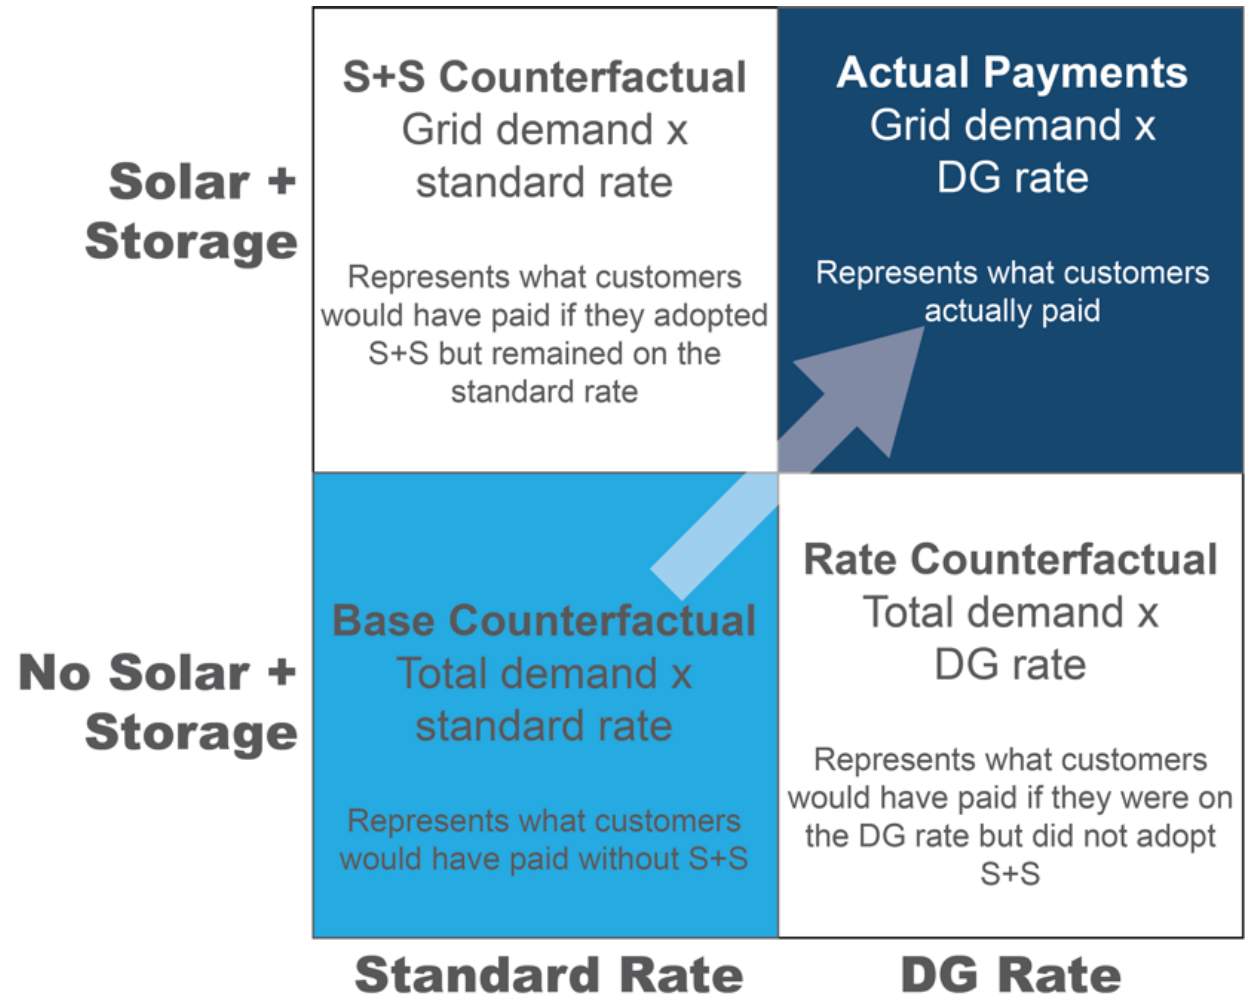 S+S Counterfactual
Grid demand x
standard rate
Represents what customers
would have paid if they adopted
S+S but remained on the
standard rate
Actual Payments
Grid demand x
DG rate
Represents what customers
actually paid
Solar +
Storage
Base Counterfactual
Total demand x
standard rate
Represents what customers
would have paid without S+S
Rate Counterfactual
Total demand x
DG rate
Represents what customers
would have paid if they were on
the DG rate but did not adopt
S+S
No Solar +
Storage
Standard Rate
DG Rate